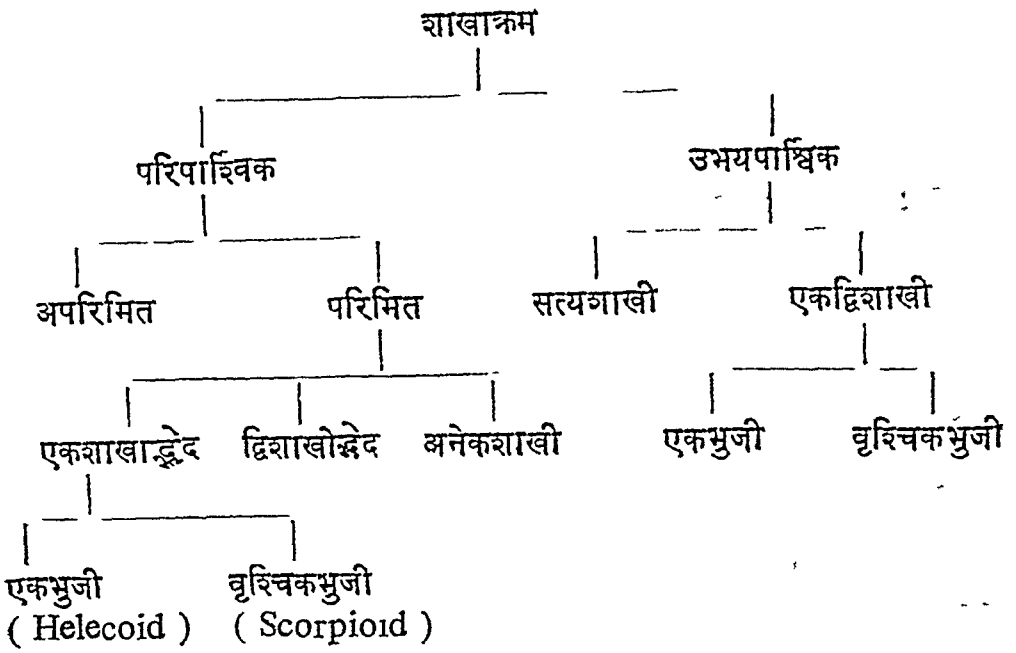 शाखाक्रम
परिपार्श्विक उभयपार्श्विक
अपरिमित परिमित सत्यशाखी एकद्विशाखी
एकशाखाद्भेद द्विशाखोद्भेद अनेकशाखी एकभुजी वृश्चिकभुजी
एकभुजी वृश्चिकभुजी
( Helecoid ) ( Scorpioid )